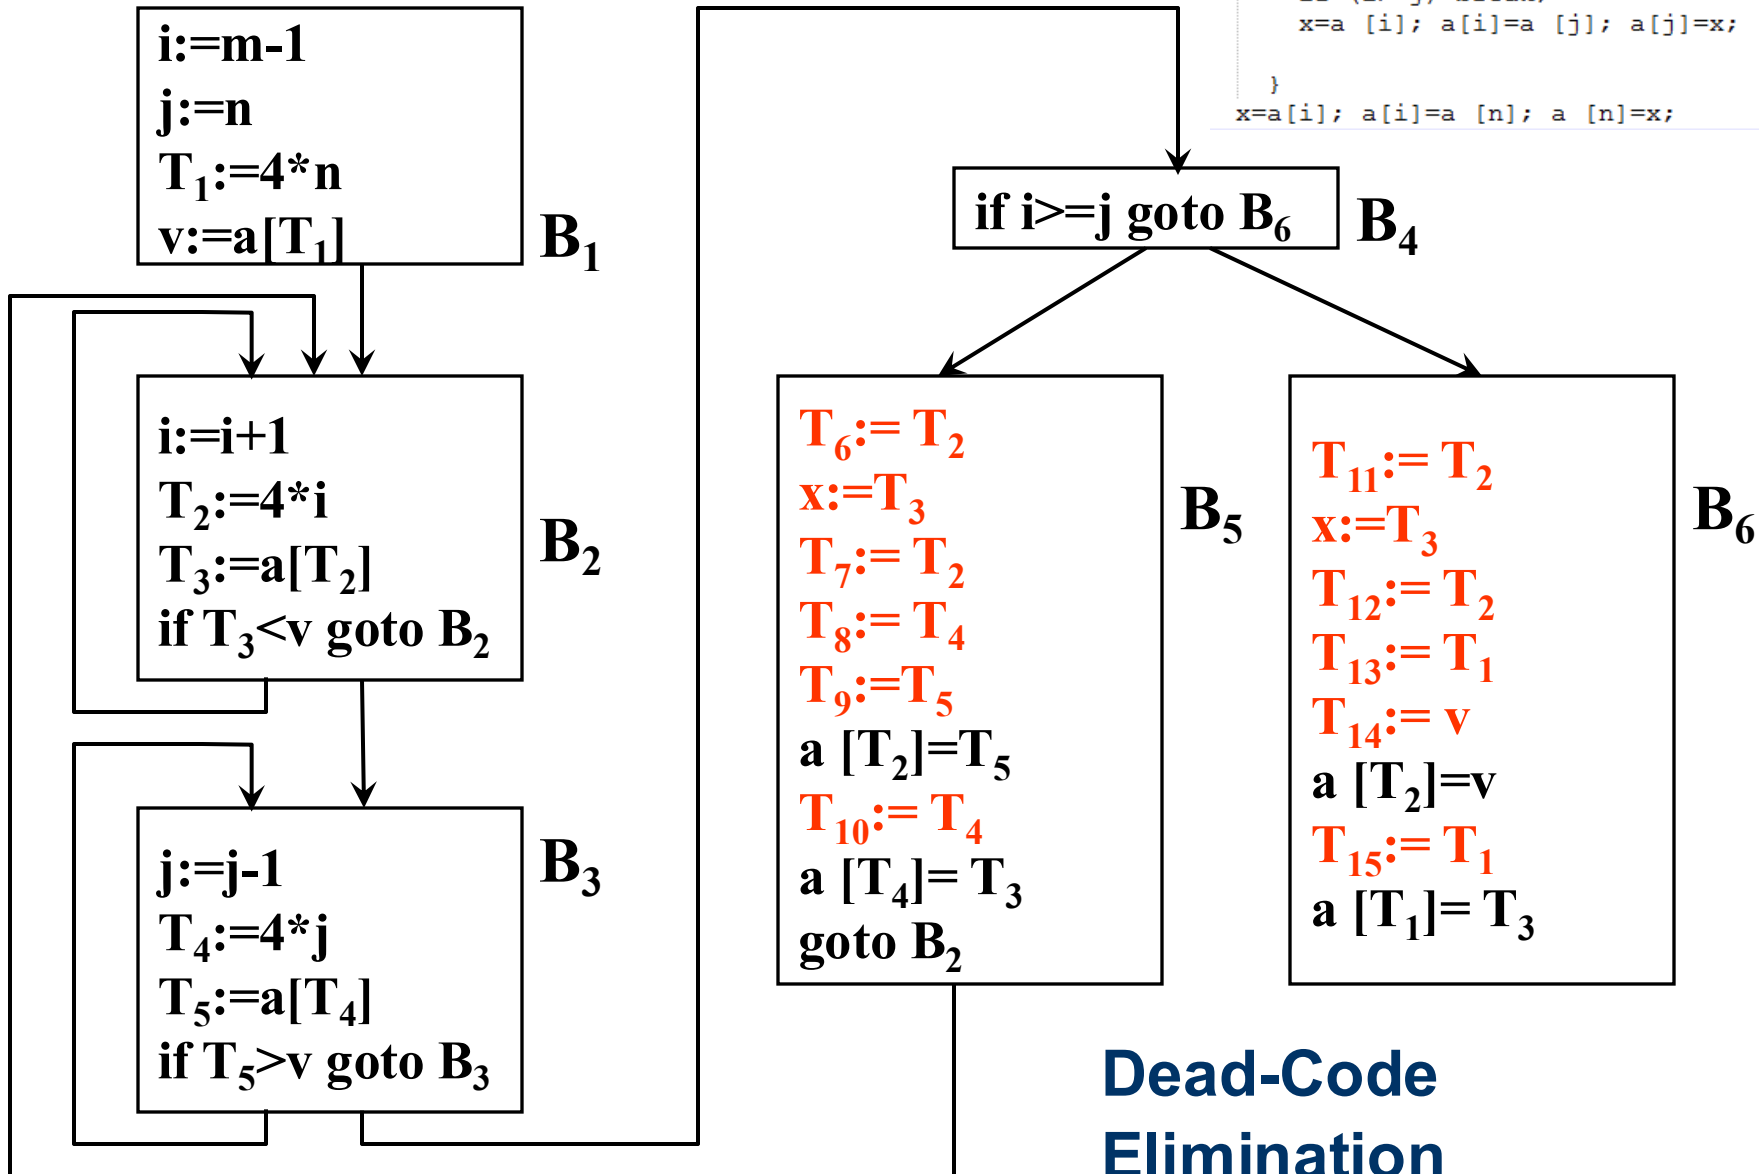 i:=m-1
j:=n
T₁:=4*n
v:=a[T₁]
B₁
i:=i+1
T₂:=4*i
T₃:=a[T₂]
if T₃<v goto B₂
B₂
j:=j-1
T₄:=4*j
T₅:=a[T₄]
if T₅>v goto B₃
B₃
x=a [i]; a[i]=a [j]; a[j]=x;
}
x=a[i]; a[i]=a [n]; a [n]=x;
if i>=j goto B₆
B₄
T₆:= T₂
x:=T₃
T₇:= T₂
T₈:= T₄
T₉:=T₅
a [T₂]=T₅
T₁₀:= T₄
a [T₄]= T₃
goto B₂
B₅
T₁₁:= T₂
x:=T₃
T₁₂:= T₂
T₁₃:= T₁
T₁₄:= v
a [T₂]=v
T₁₅:= T₁
a [T₁]= T₃
B₆
Dead-Code
Elimination